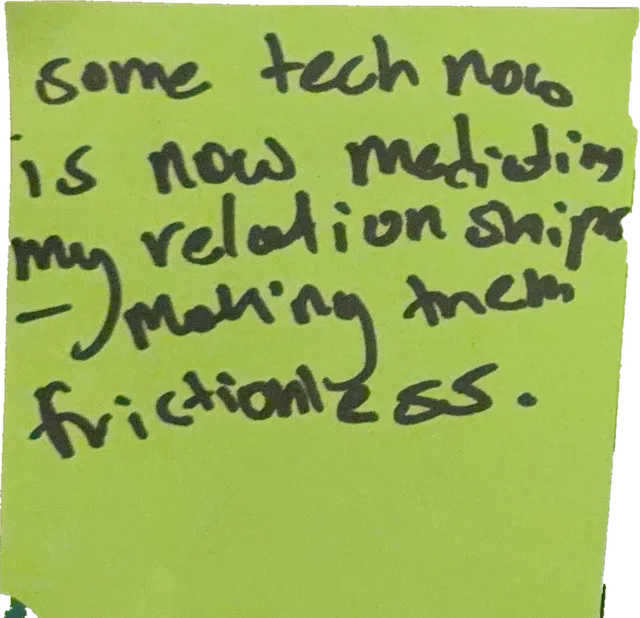 some tech now
is now mediating
my relationships
- making them
frictionless.